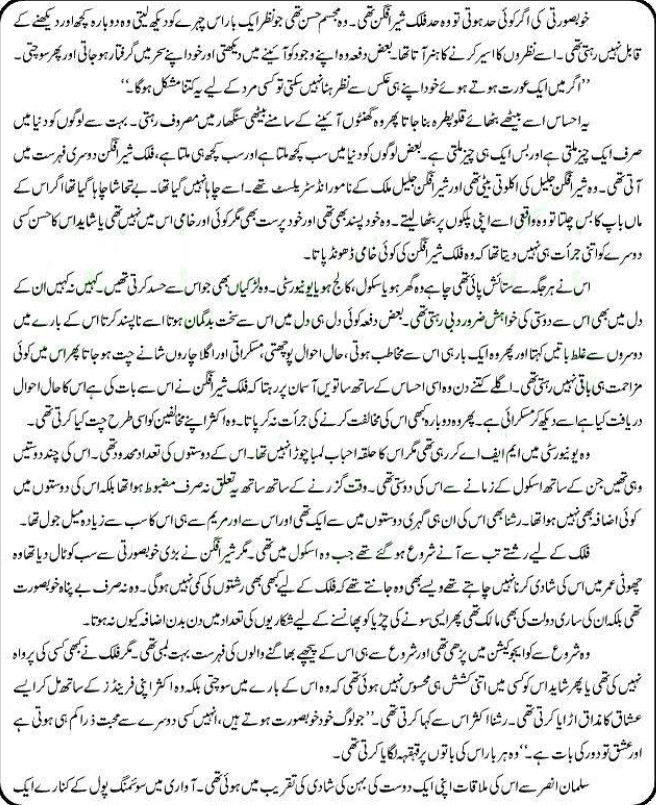 خوبصورتی کی اگر کوئی حد ہوتی تو وہ حد فلک شیر افگن تھی۔ وہ مجسم حسن تھی جو نظر ایک بار اس چہرے کو دیکھ لیتی وہ دوبارہ کچھ اور دیکھنے کے
قابل نہیں رہتی تھی۔ اسے نظروں کا اسیر کرنے کا ہنر آتا تھا۔ بعض دفعہ وہ اپنے وجود کو آئینے میں دیکھتی اور خود اپنے سحر میں گرفتار ہو جاتی اور پھر سوچتی۔
’’اگر میں ایک عورت ہوتے ہوئے خود اپنے ہی عکس سے نظر ہٹا نہیں سکتی تو کسی مرد کے لیے یہ کتنا مشکل ہوگا۔‘‘
یہ احساس اسے بیٹھے بٹھائے قلوپطرہ بنا جاتا پھر وہ گھنٹوں آئینے کے سامنے بیٹھی سنگھار میں مصروف رہتی۔ بہت سے لوگوں کو دنیا میں
صرف ایک چیز ملتی ہے اور بس ایک ہی چیز ملتی ہے۔ بعض لوگوں کو دنیا میں سب کچھ ملتا ہے اور سب کچھ ہی ملتا ہے، فلک شیر افگن دوسری فہرست میں
آتی تھی۔ وہ شیر افگن جلیل کی اکلوتی بیٹی تھی اور شیر افگن جلیل ملک کے نامور انڈسٹریلسٹ تھے۔ اسے چاہا نہیں گیا تھا۔ بے تحاشا چاہا گیا تھا اگر اس کے
ماں باپ کا بس چلتا تو وہ واقعی اسے اپنی پلکوں پر بٹھا لیتے۔ وہ خود پسند بھی تھی اور خود پرست بھی مگر کوئی اور خامی اس میں نہیں تھی یا شاید اس کا حسن کسی
دوسرے کو اتنی جرأت ہی نہیں دیتا تھا کہ وہ فلک شیر افگن کی کوئی خامی ڈھونڈ پاتا۔
اس نے ہر جگہ سے ستائش پائی تھی چاہے وہ گھر ہو یا سکول، کالج ہو یا یونیورسٹی۔ وہ لڑکیاں بھی جو اس سے حسد کرتی تھیں۔ کہیں نہ کہیں ان کے
دل میں بھی اس سے دوستی کی خواہش ضرور دبی رہتی تھی۔ بعض دفعہ کوئی دل ہی دل میں اس سے سخت بدگمان ہوتا اسے ناپسند کرتا اس کے بارے میں
دوسروں سے غلط باتیں کہتا اور پھر وہ ایک بار ہی اس سے مخاطب ہوتی، حال احوال پوچھتی، مسکراتی اور اگلا چاروں شانے چت ہو جاتا پھر اس میں کوئی
مزاحمت ہی باقی نہیں رہتی تھی۔ اگلے کتنے دن وہ اسی احساس کے ساتھ ساتویں آسمان پر رہتا کہ فلک شیر افگن نے اس سے بات کی ہے اس کا حال احوال
دریافت کیا ہے اسے دیکھ کر مسکرائی ہے۔ پھر وہ دوبارہ کبھی اس کی مخالفت کرنے کی جرأت نہ کر پاتا۔ وہ اکثر اپنے مخالفین کو اسی طرح چت کیا کرتی تھی۔
وہ یونیورسٹی میں ایم ایف اے کر رہی تھی مگر اس کا حلقہ احباب لمبا چوڑا نہیں تھا۔ اس کے دوستوں کی تعداد محدود تھی۔ اس کی چند دوستیں
وہی تھیں جن کے ساتھ اسکول کے زمانے سے اس کی دوستی تھی۔ وقت گزرنے کے ساتھ ساتھ یہ تعلق نہ صرف مضبوط ہوا تھا بلکہ اس کی دوستوں میں
کوئی اضافہ بھی نہیں ہوا تھا۔ رشنا بھی اس کی ان ہی گہری دوستوں میں سے ایک تھی اور اس سے اور مریم سے ہی اس کا سب سے زیادہ میل جول تھا۔
فلک کے لیے رشتے تب سے آنے شروع ہو گئے تھے جب وہ اسکول میں تھی۔ مگر شیر افگن نے بڑی خوبصورتی سے سب کو ٹال دیا تھا وہ
چھوٹی عمر میں اس کی شادی کرنا نہیں چاہتے تھے ویسے بھی وہ جانتے تھے کہ فلک کے لیے کبھی بھی رشتوں کی کمی نہیں ہوگی۔ وہ نہ صرف بے پناہ خوبصورت
تھی بلکہ ان کی ساری دولت کی بھی مالک تھی پھر ایسی سونے کی چڑیا کو پھانسنے کے لیے شکاریوں کی تعداد میں دن بدن اضافہ کیوں نہ ہوتا۔
وہ شروع سے کو ایجوکیشن میں پڑھی تھی اور شروع سے ہی اس کے پیچھے بھاگنے والوں کی فہرست بہت لمبی تھی۔ مگر فلک نے کبھی کسی کی پرواہ
نہیں کی تھی یا پھر شاید اس کو کسی میں اتنی کشش ہی محسوس نہیں ہوئی تھی کہ وہ اس کے بارے میں سوچتی بلکہ وہ اکثر اپنی فرینڈز کے ساتھ مل کر ایسے
عشاق کا مذاق اڑایا کرتی تھی۔ رشنا اکثر اس سے کہا کرتی تھی۔ ’’جو لوگ خود خوبصورت ہوتے ہیں، انہیں کسی دوسرے سے محبت ذرا کم ہی ہوتی ہے
اور عشق تو دور کی بات ہے۔‘‘ وہ ہر بار اس کی باتوں پر قہقہہ لگایا کرتی تھی۔
سلمان انصر سے اس کی ملاقات اپنی ایک دوست کی بہن کی شادی کی تقریب میں ہوئی تھی۔ آواری میں سوئمنگ پول کے کنارے ایک